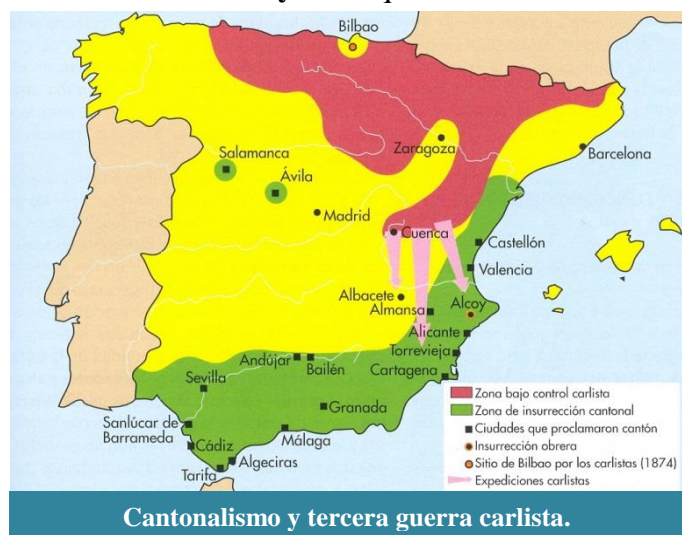 Bilbao
Zaragoza
Barcelona
Salamanca
Ávila
Madrid
Cuenca
Castellón
Valencia
Albacete
Almansa
Alcoy
Alicante
Torrevieja
Cartagena
Andújar
Bailén
Sevilla
Granada
Sanlúcar de
Barrameda
Cádiz
Málaga
Algeciras
Tarifa
Zona bajo control carlista
Zona de insurrección cantonal
Ciudades que proclamaron cantón
Insurrección obrera
Sitio de Bilbao por los carlistas (1874)
Expediciones carlistas
Cantonalismo y tercera guerra carlista.